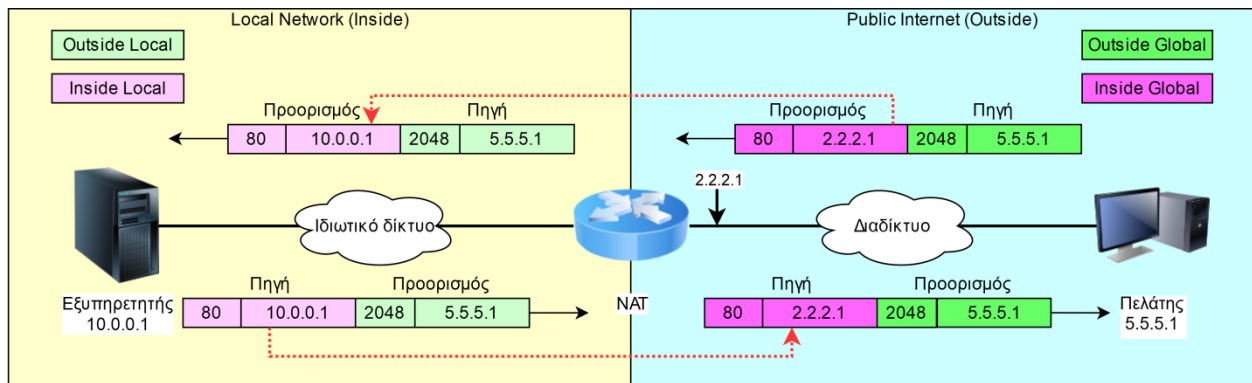 Local Network (Inside)
Public Internet (Outside)
Outside Local
Inside Local
Outside Global
Inside Global
Προορισμός Πηγή
80 10.0.0.1 2048 5.5.5.1
Προορισμός Πηγή
80 2.2.2.1 2048 5.5.5.1
2.2.2.1
Ιδιωτικό δίκτυο
Διαδίκτυο
Εξυπηρετητής
10.0.0.1
Πηγή Προορισμός
80 10.0.0.1 2048 5.5.5.1
NAT
Πηγή Προορισμός
80 2.2.2.1 2048 5.5.5.1
Πελάτης
5.5.5.1